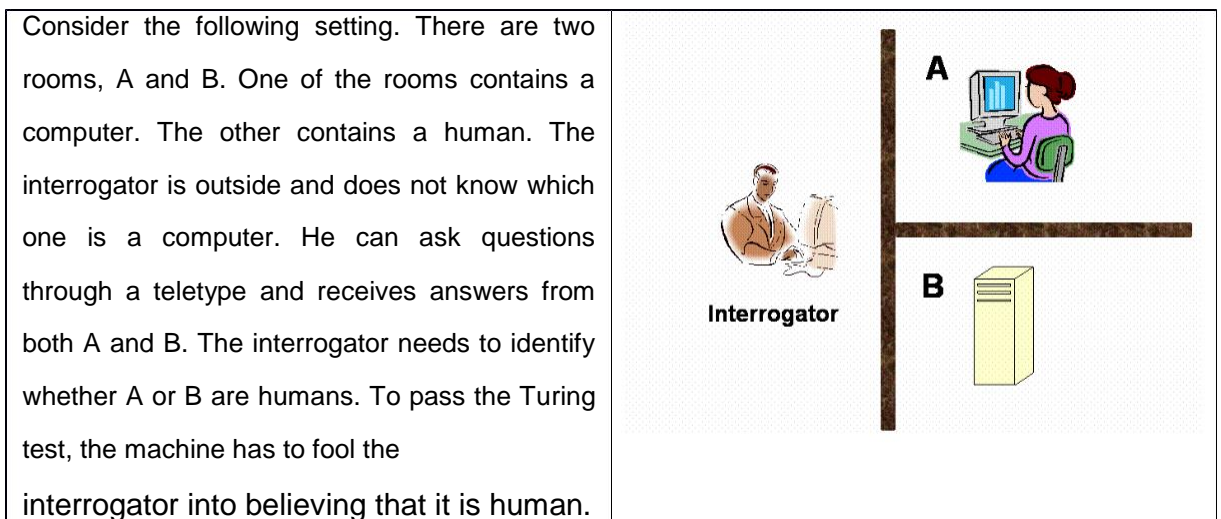 Consider the following setting. There are two
rooms, A and B. One of the rooms contains a
computer. The other contains a human. The
interrogator is outside and does not know which
one is a computer. He can ask questions
through a teletype and receives answers from
both A and B. The interrogator needs to identify
whether A or B are humans. To pass the Turing
test, the machine has to fool the
interrogator into believing that it is human.
A
B
Interrogator